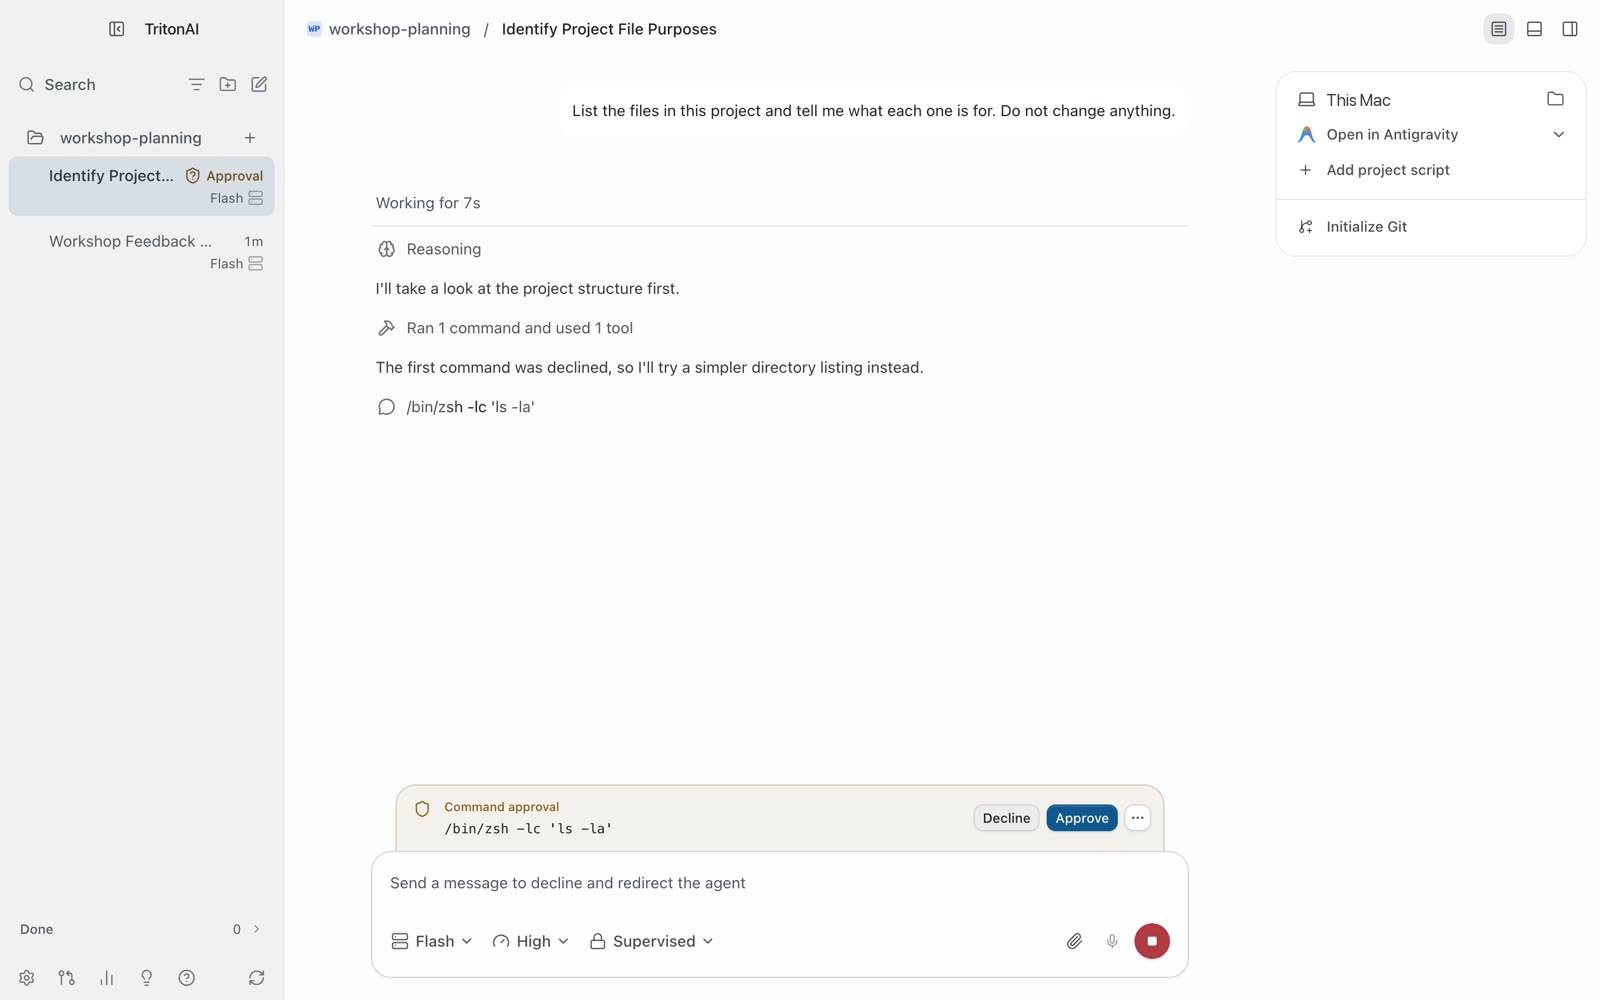 TritonAI
Search
workshop-planning
Identify Project... Approval
Flash
Workshop Feedback ... 1m
Flash
Done 0
WP workshop-planning / Identify Project File Purposes
List the files in this project and tell me what each one is for. Do not change anything.
Working for 7s
Reasoning
I'll take a look at the project structure first.
Ran 1 command and used 1 tool
The first command was declined, so I'll try a simpler directory listing instead.
/bin/zsh -lc 'ls -la'
Command approval
/bin/zsh -lc 'ls -la'
Decline Approve
Send a message to decline and redirect the agent
Flash High Supervised
This Mac
Open in Antigravity
Add project script
Initialize Git